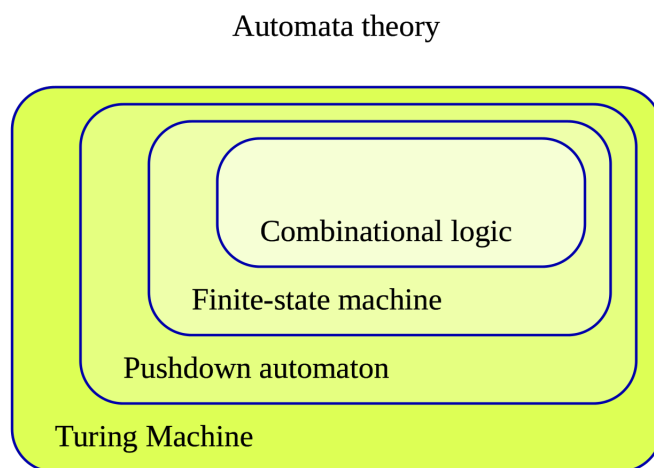 Automata theory
Combinational logic
Finite-state machine
Pushdown automaton
Turing Machine